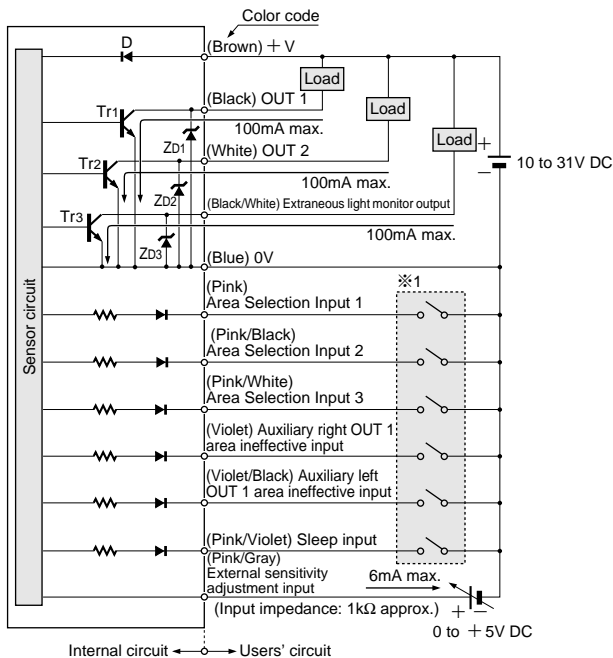 Color code
D
(Brown) + V
Load
(Black) OUT 1
Load
Tr1
100mA max.
Load
+
ZD1
(White) OUT 2
10 to 31V DC
Tr2
−
100mA max.
ZD2
(Black/White) Extraneous light monitor output
Tr3
100mA max.
ZD3
(Blue) 0V
Sensor circuit
(Pink)
※1
Area Selection Input 1
(Pink/Black)
Area Selection Input 2
(Pink/White)
Area Selection Input 3
(Violet) Auxiliary right OUT 1
area ineffective input
(Violet/Black) Auxiliary left
OUT 1 area ineffective input
(Pink/Violet) Sleep input
(Pink/Gray)
External sensitivity
adjustment input
6mA max.
(Input impedance: 1kΩ approx.)
+ −
0 to + 5V DC
Internal circuit
Users' circuit